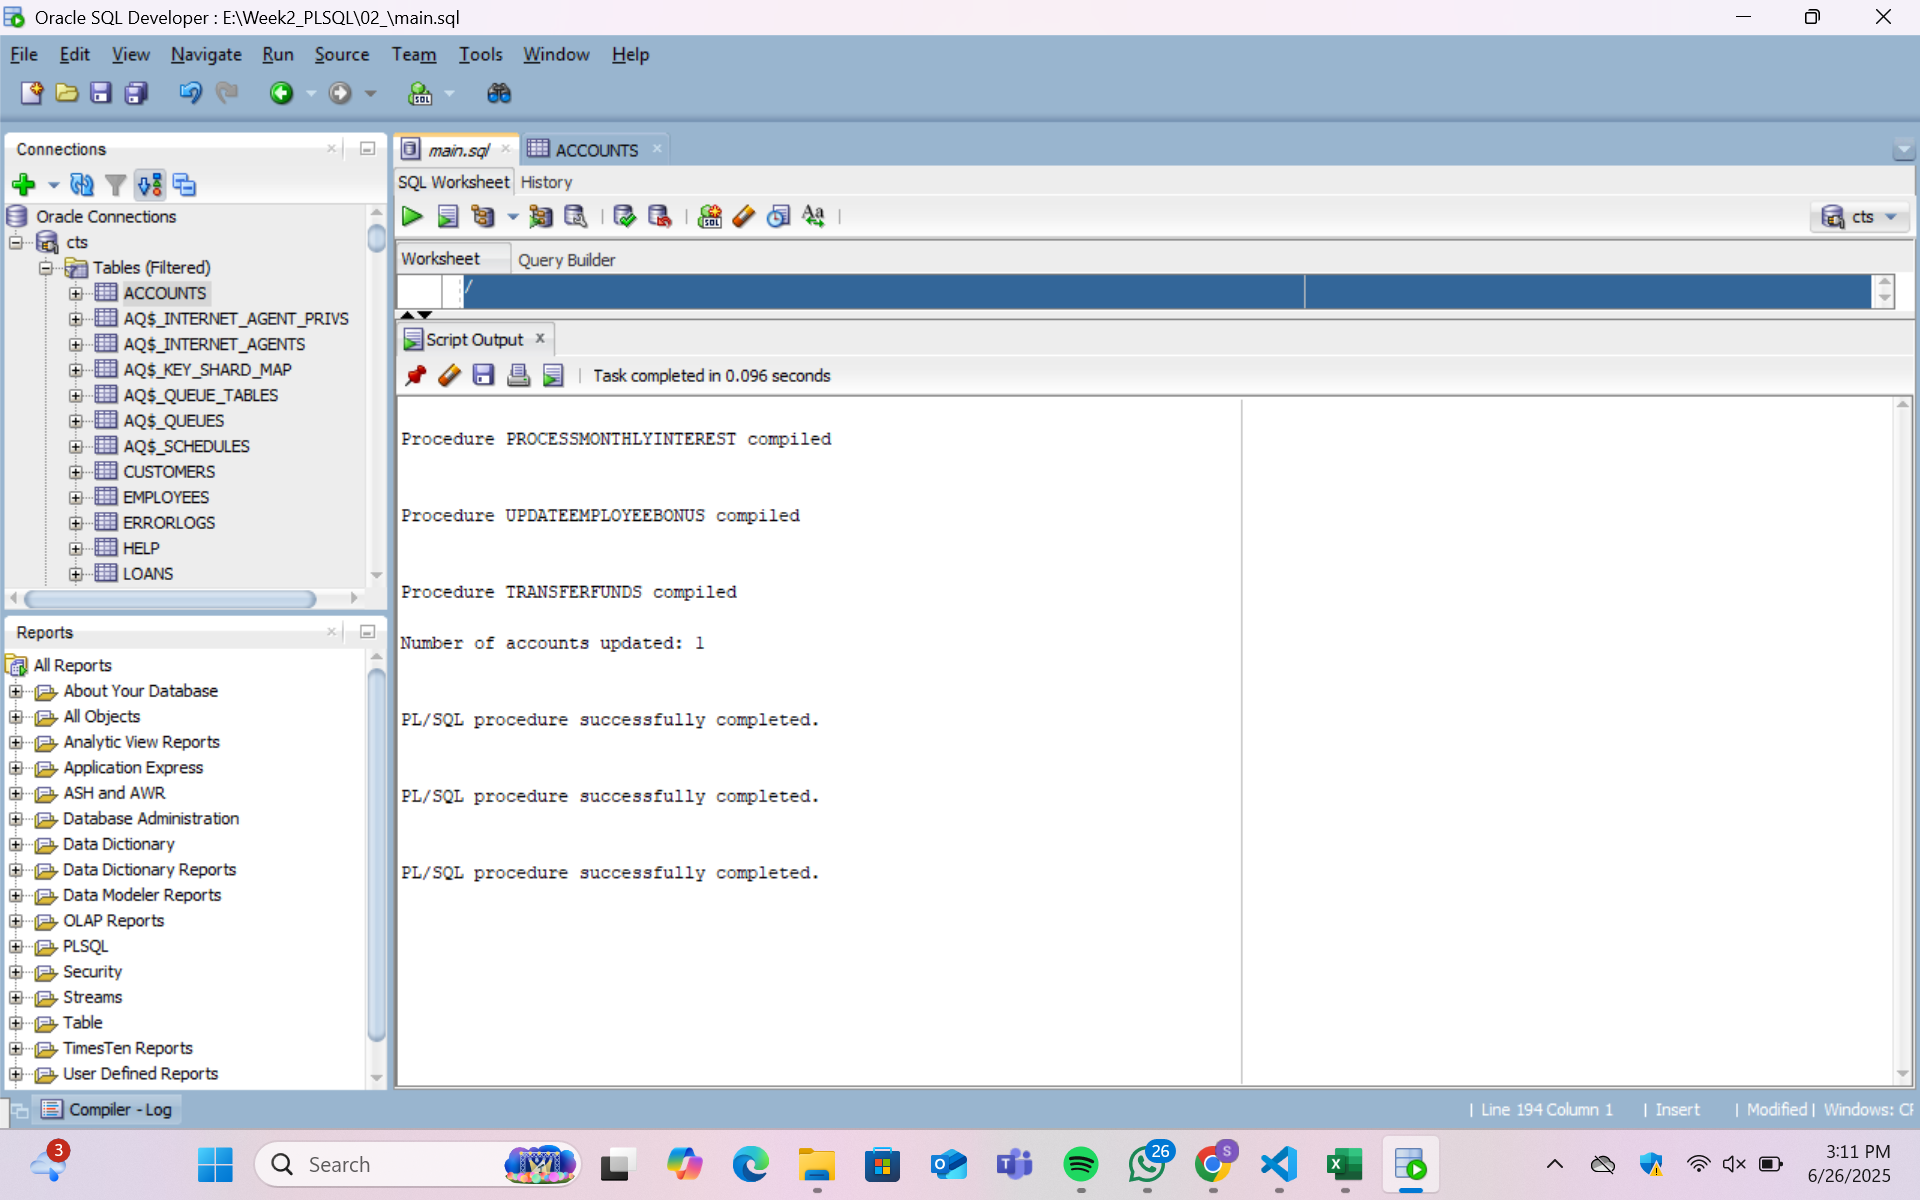 Oracle SQL Developer : E:\Week2_PLSQL\02_\main.sql
File Edit View Navigate Run Source Team Tools Window Help
Connections
Oracle Connections
cts
Tables (Filtered)
ACCOUNTS
AQ$_INTERNET_AGENT_PRIVS
AQ$_INTERNET_AGENTS
AQ$_KEY_SHARD_MAP
AQ$_QUEUE_TABLES
AQ$_QUEUES
AQ$_SCHEDULES
CUSTOMERS
EMPLOYEES
ERRORLOGS
HELP
LOANS
Reports
All Reports
About Your Database
All Objects
Analytic View Reports
Application Express
ASH and AWR
Database Administration
Data Dictionary
Data Dictionary Reports
Data Modeler Reports
OLAP Reports
PLSQL
Security
Streams
Table
TimesTen Reports
User Defined Reports
main.sql ACCOUNTS
SQL Worksheet History
cts
Worksheet Query Builder
/
Script Output
Task completed in 0.096 seconds
Procedure PROCESSMONTHLYINTEREST compiled
Procedure UPDATEEMPLOYEEBONUS compiled
Procedure TRANSFERFUNDS compiled
Number of accounts updated: 1
PL/SQL procedure successfully completed.
PL/SQL procedure successfully completed.
PL/SQL procedure successfully completed.
Compiler - Log
| Line 194 Column 1 | Insert | Modified | Windows: CF
3
Search
26
S
3:11 PM
6/26/2025